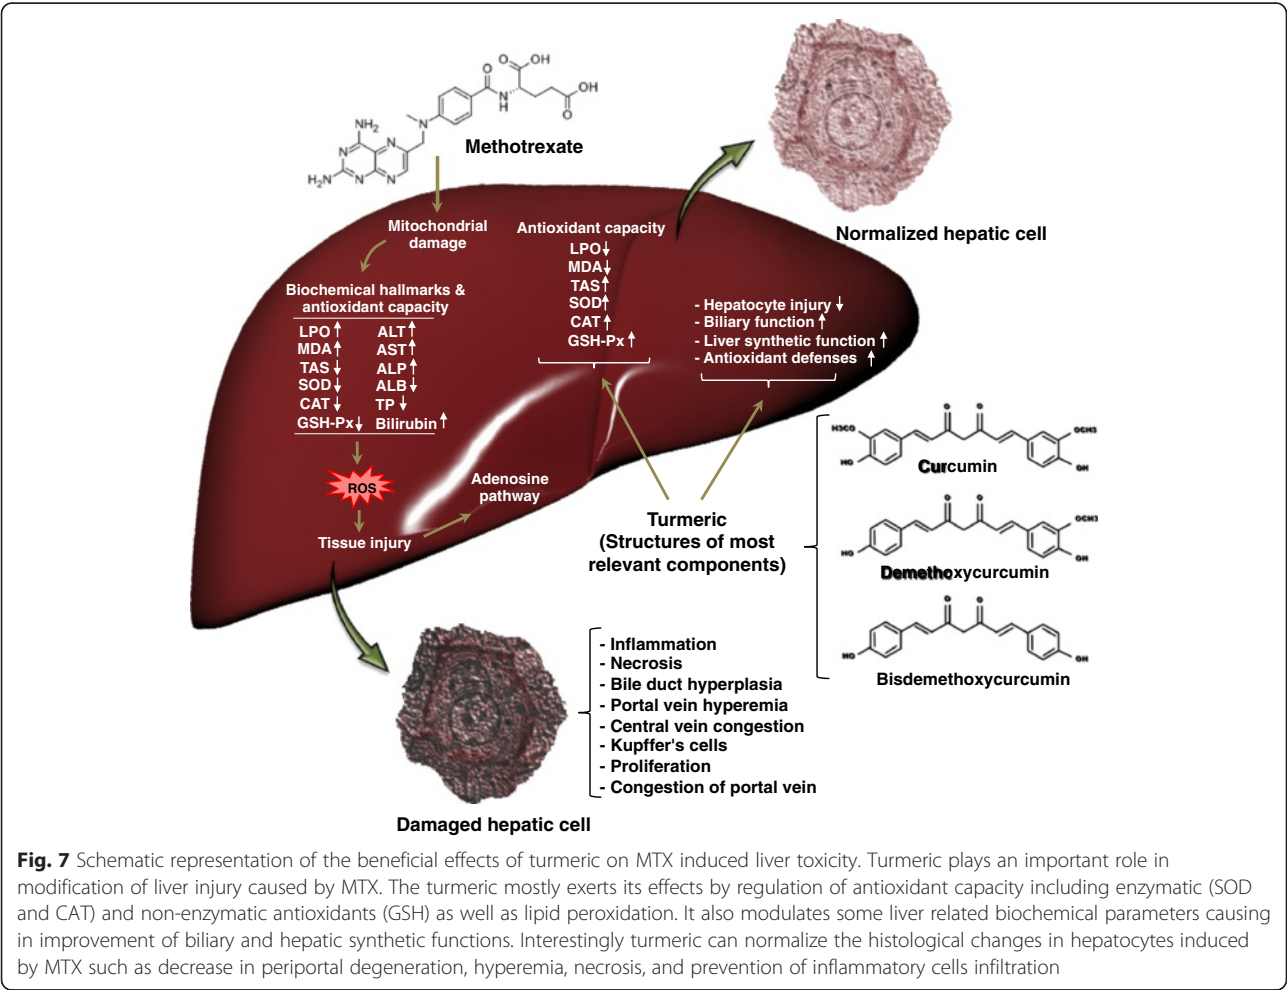 O
OH
O
N
H
OH
O
NH₂
N
N
N
H₂N
N
N
Methotrexate
Normalized hepatic cell
Mitochondrial
damage
Biochemical hallmarks &
antioxidant capacity
LPO↑ ALT↑
MDA↑ AST↑
TAS↓ ALP↑
SOD↓ ALB↓
CAT↓ TP↓
GSH-Px↓ Bilirubin↑
ROS
Tissue injury
Adenosine
pathway
Antioxidant capacity
LPO↓
MDA↓
TAS↑
SOD↑
CAT↑
GSH-Px↑
- Hepatocyte injury↓
- Biliary function↑
- Liver synthetic function↑
- Antioxidant defenses↑
Turmeric
(Structures of most
relevant components)
O O
H3CO OCH3
HO OH
Curcumin
O O
OCH3
HO OH
Demethoxycurcumin
O O
HO OH
Bisdemethoxycurcumin
- Inflammation
- Necrosis
- Bile duct hyperplasia
- Portal vein hyperemia
- Central vein congestion
- Kupffer's cells
- Proliferation
- Congestion of portal vein
Damaged hepatic cell
Fig. 7 Schematic representation of the beneficial effects of turmeric on MTX induced liver toxicity. Turmeric plays an important role in
modification of liver injury caused by MTX. The turmeric mostly exerts its effects by regulation of antioxidant capacity including enzymatic (SOD
and CAT) and non-enzymatic antioxidants (GSH) as well as lipid peroxidation. It also modulates some liver related biochemical parameters causing
in improvement of biliary and hepatic synthetic functions. Interestingly turmeric can normalize the histological changes in hepatocytes induced
by MTX such as decrease in periportal degeneration, hyperemia, necrosis, and prevention of inflammatory cells infiltration